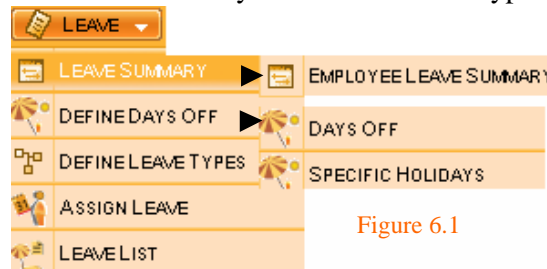 LEAVE
LEAVE SUMMARY
EMPLOYEE LEAVE SUMMARY
DEFINE DAYS OFF
DAYS OFF
DEFINE LEAVE TYPES
SPECIFIC HOLIDAYS
ASSIGN LEAVE
Figure 6.1
LEAVE LIST